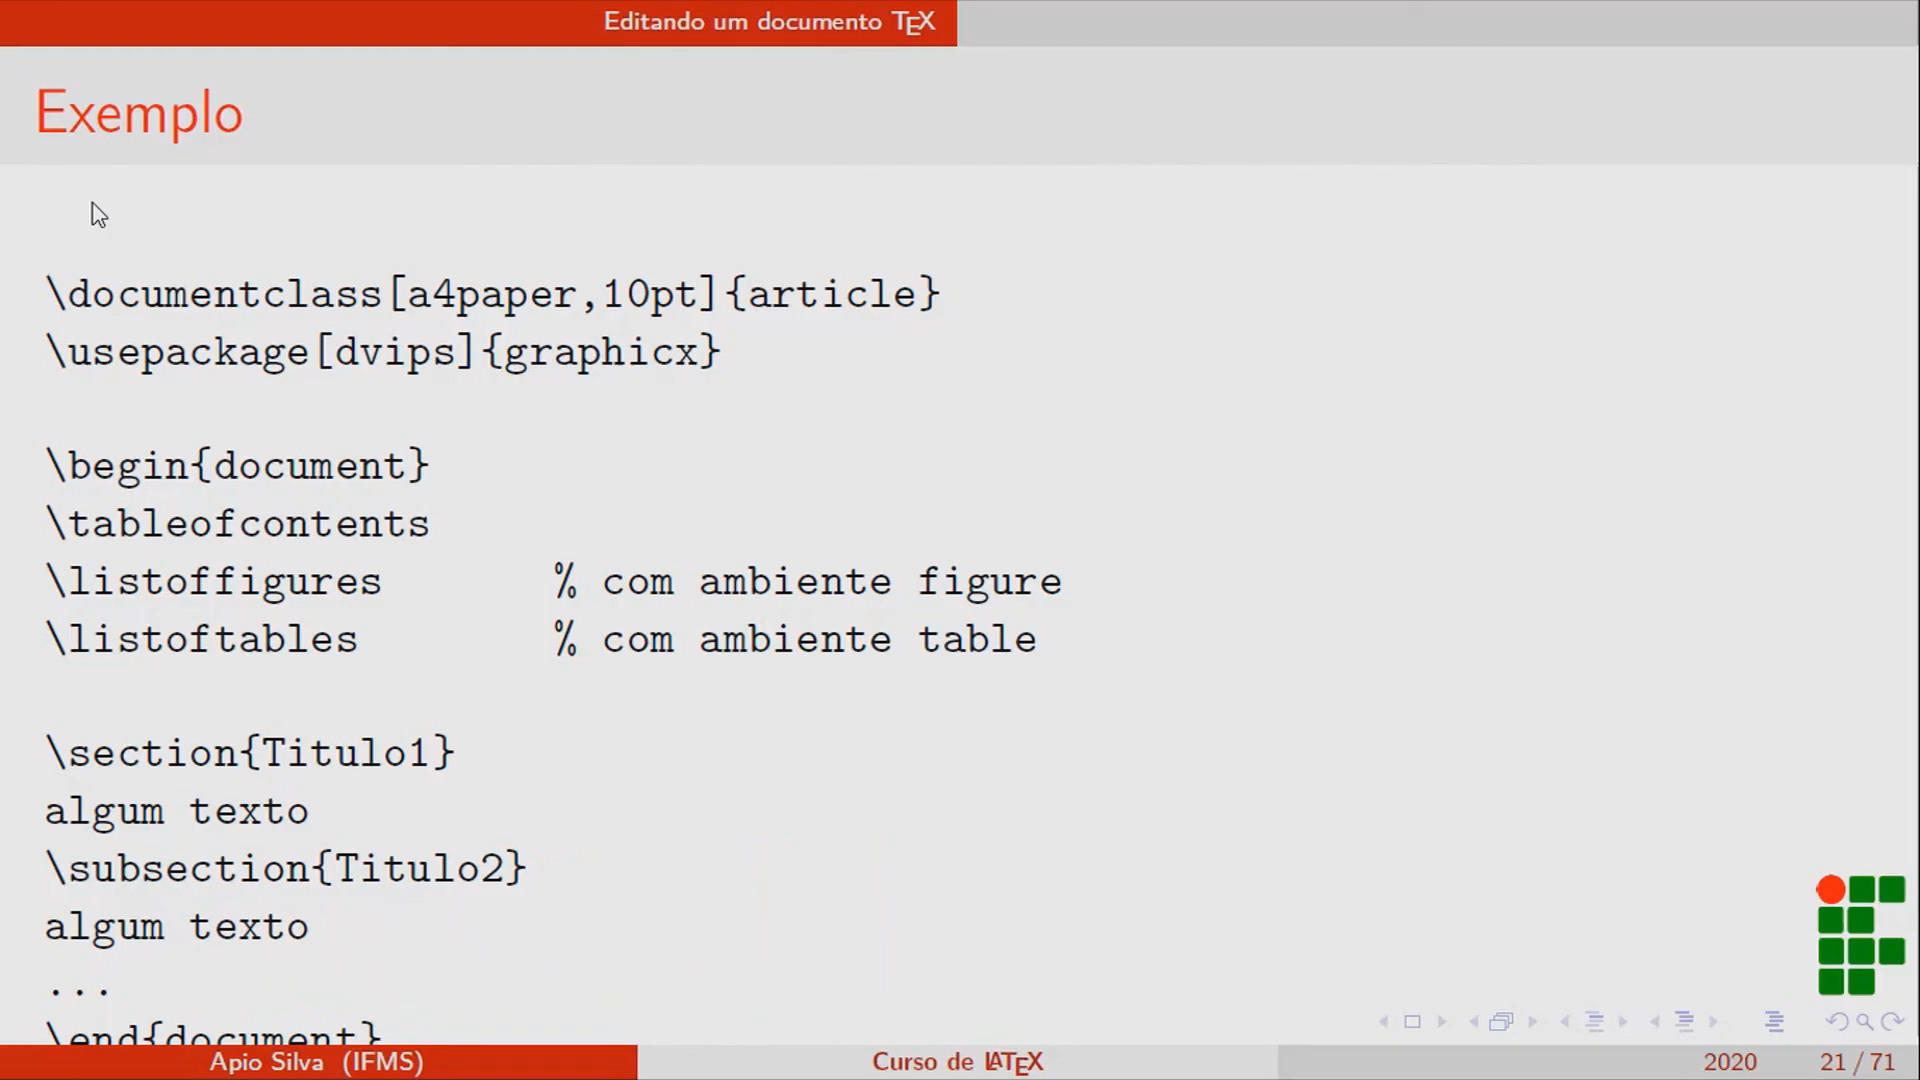 Editando um documento TEX
Exemplo
\documentclass[a4paper,10pt]{article}
\usepackage[dvips]{graphicx}
\begin{document}
\tableofcontents
\listoffigures % com ambiente figure
\listoftables % com ambiente table
\section{Titulo1}
algum texto
\subsection{Titulo2}
algum texto
...
\end{document}
Apio Silva (IFMS) Curso de LATEX 2020 21 / 71